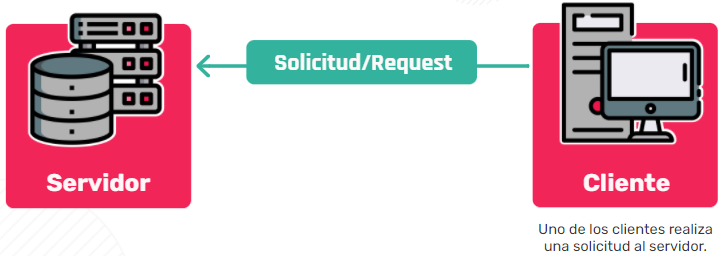 Solicitud/Request
Servidor
Cliente
Uno de los clientes realiza
una solicitud al servidor.